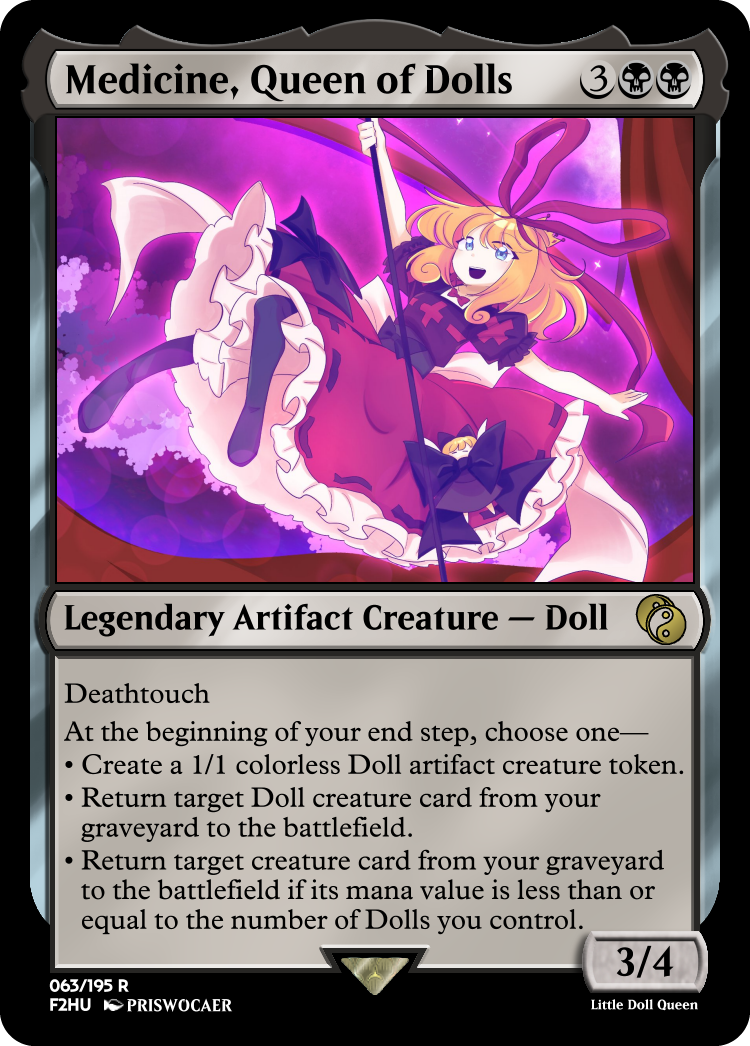 Medicine, Queen of Dolls 3
Legendary Artifact Creature — Doll
Deathtouch
At the beginning of your end step, choose one—
• Create a 1/1 colorless Doll artifact creature token.
• Return target Doll creature card from your
graveyard to the battlefield.
• Return target creature card from your graveyard
to the battlefield if its mana value is less than or
equal to the number of Dolls you control.
3/4
063/195 R
F2HU PRISWOCAER
Little Doll Queen